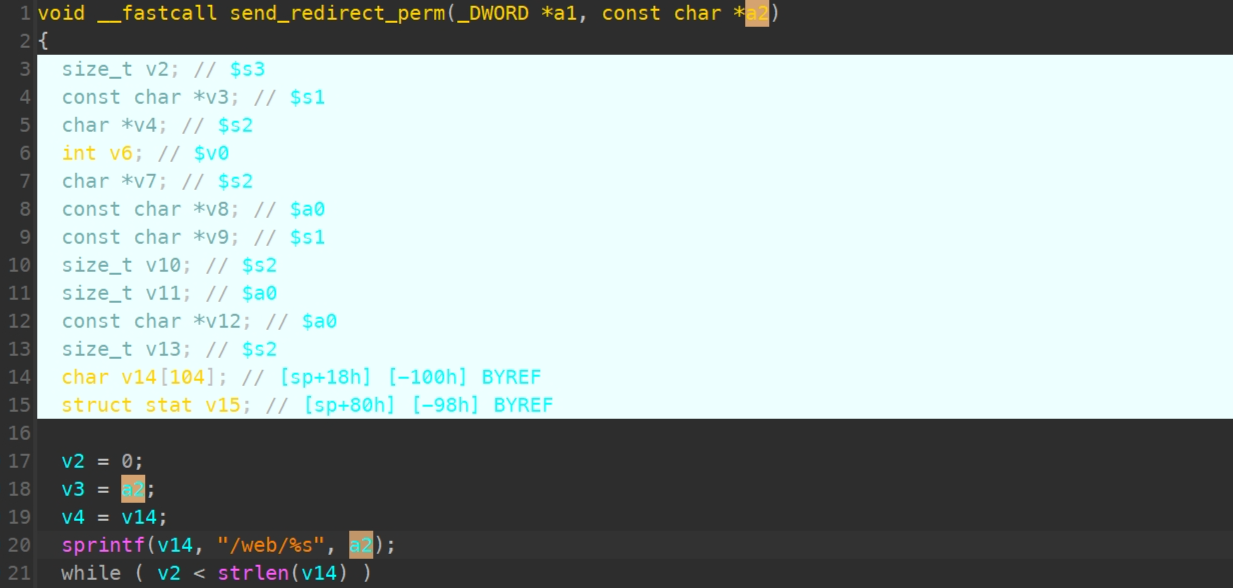 1 void __fastcall send_redirect_perm(_DWORD *a1, const char *a2)
2 {
3 size_t v2; // $s3
4 const char *v3; // $s1
5 char *v4; // $s2
6 int v6; // $v0
7 char *v7; // $s2
8 const char *v8; // $a0
9 const char *v9; // $s1
10 size_t v10; // $s2
11 size_t v11; // $a0
12 const char *v12; // $a0
13 size_t v13; // $s2
14 char v14[104]; // [sp+18h] [-100h] BYREF
15 struct stat v15; // [sp+80h] [-98h] BYREF
16
17 v2 = 0;
18 v3 = a2;
19 v4 = v14;
20 sprintf(v14, "/web/%s", a2);
21 while ( v2 < strlen(v14) )